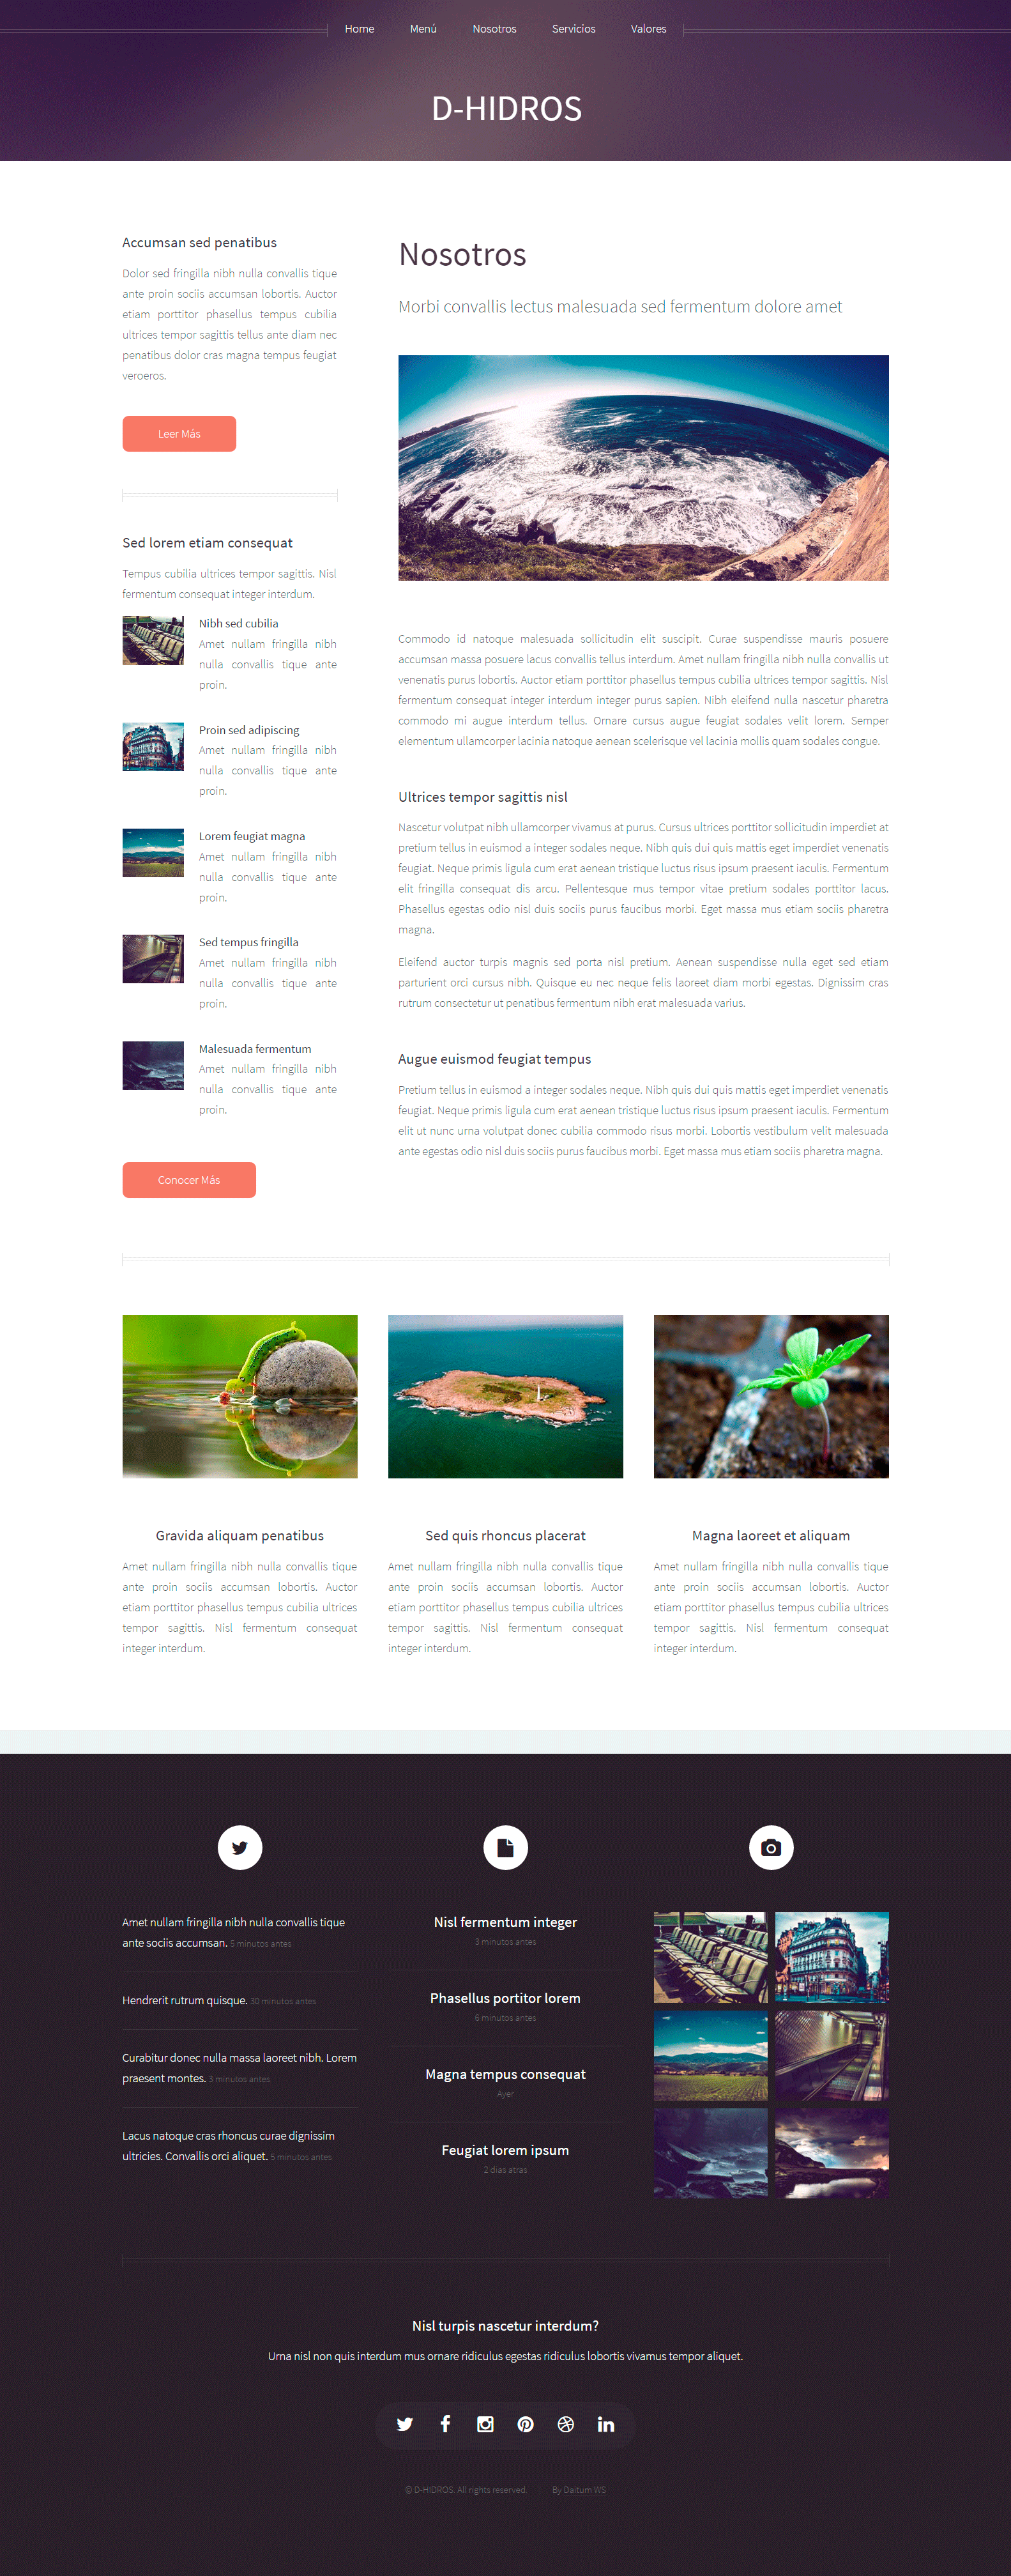 Home Menú Nosotros Servicios Valores
D-HIDROS
Accumsan sed penatibus
Dolor sed fringilla nibh nulla convallis tique
ante proin sociis accumsan lobortis. Auctor
etiam porttitor phasellus tempus cubilia
ultrices tempor sagittis tellus ante diam nec
penatibus dolor cras magna tempus feugiat
veroeros.
Leer Más
Sed lorem etiam consequat
Tempus cubilia ultrices tempor sagittis. Nisl
fermentum consequat integer interdum.
Nibh sed cubilia
Amet nullam fringilla nibh
nulla convallis tique ante
proin.
Proin sed adipiscing
Amet nullam fringilla nibh
nulla convallis tique ante
proin.
Lorem feugiat magna
Amet nullam fringilla nibh
nulla convallis tique ante
proin.
Sed tempus fringilla
Amet nullam fringilla nibh
nulla convallis tique ante
proin.
Malesuada fermentum
Amet nullam fringilla nibh
nulla convallis tique ante
proin.
Conocer Más
Nosotros
Morbi convallis lectus malesuada sed fermentum dolore amet
Commodo id natoque malesuada sollicitudin elit suscipit. Curae suspendisse mauris posuere
accumsan massa posuere lacus convallis tellus interdum. Amet nullam fringilla nibh nulla convallis ut
venenatis purus lobortis. Auctor etiam porttitor phasellus tempus cubilia ultrices tempor sagittis. Nisl
fermentum consequat integer interdum integer purus sapien. Nibh eleifend nulla nascetur pharetra
commodo mi augue interdum tellus. Ornare cursus augue feugiat sodales velit lorem. Semper
elementum ullamcorper lacinia natoque aenean scelerisque vel lacinia mollis quam sodales congue.
Ultrices tempor sagittis nisl
Nascetur volutpat nibh ullamcorper vivamus at purus. Cursus ultrices porttitor sollicitudin imperdiet at
pretium tellus in euismod a integer sodales neque. Nibh quis dui quis mattis eget imperdiet venenatis
feugiat. Neque primis ligula cum erat aenean tristique luctus risus ipsum praesent iaculis. Fermentum
elit fringilla consequat dis arcu. Pellentesque mus tempor vitae pretium sodales porttitor lacus.
Phasellus egestas odio nisl duis sociis purus faucibus morbi. Eget massa mus etiam sociis pharetra
magna.
Eleifend auctor turpis magnis sed porta nisl pretium. Aenean suspendisse nulla eget sed etiam
parturient orci cursus nibh. Quisque eu nec neque felis laoreet diam morbi egestas. Dignissim cras
rutrum consectetur ut penatibus fermentum nibh erat malesuada varius.
Augue euismod feugiat tempus
Pretium tellus in euismod a integer sodales neque. Nibh quis dui quis mattis eget imperdiet venenatis
feugiat. Neque primis ligula cum erat aenean tristique luctus risus ipsum praesent iaculis. Fermentum
elit ut nunc urna volutpat donec cubilia commodo risus morbi. Lobortis vestibulum velit malesuada
ante egestas odio nisl duis sociis purus faucibus morbi. Eget massa mus etiam sociis pharetra magna.
Gravida aliquam penatibus
Amet nullam fringilla nibh nulla convallis tique
ante proin sociis accumsan lobortis. Auctor
etiam porttitor phasellus tempus cubilia ultrices
tempor sagittis. Nisl fermentum consequat
integer interdum.
Sed quis rhoncus placerat
Amet nullam fringilla nibh nulla convallis tique
ante proin sociis accumsan lobortis. Auctor
etiam porttitor phasellus tempus cubilia ultrices
tempor sagittis. Nisl fermentum consequat
integer interdum.
Magna laoreet et aliquam
Amet nullam fringilla nibh nulla convallis tique
ante proin sociis accumsan lobortis. Auctor
etiam porttitor phasellus tempus cubilia ultrices
tempor sagittis. Nisl fermentum consequat
integer interdum.
Amet nullam fringilla nibh nulla convallis tique
ante sociis accumsan. 5 minutos antes
Hendrerit rutrum quisque. 30 minutos antes
Curabitur donec nulla massa laoreet nibh. Lorem
praesent montes. 3 minutos antes
Lacus natoque cras rhoncus curae dignissim
ultricies. Convallis orci aliquet. 5 minutos antes
Nisl fermentum integer
3 minutos antes
Phasellus portitor lorem
6 minutos antes
Magna tempus consequat
Ayer
Feugiat lorem ipsum
2 dias atras
Nisl turpis nascetur interdum?
Urna nisl non quis interdum mus ornare ridiculus egestas ridiculus lobortis vivamus tempor aliquet.
© D-HIDROS. All rights reserved. By Daitum WS